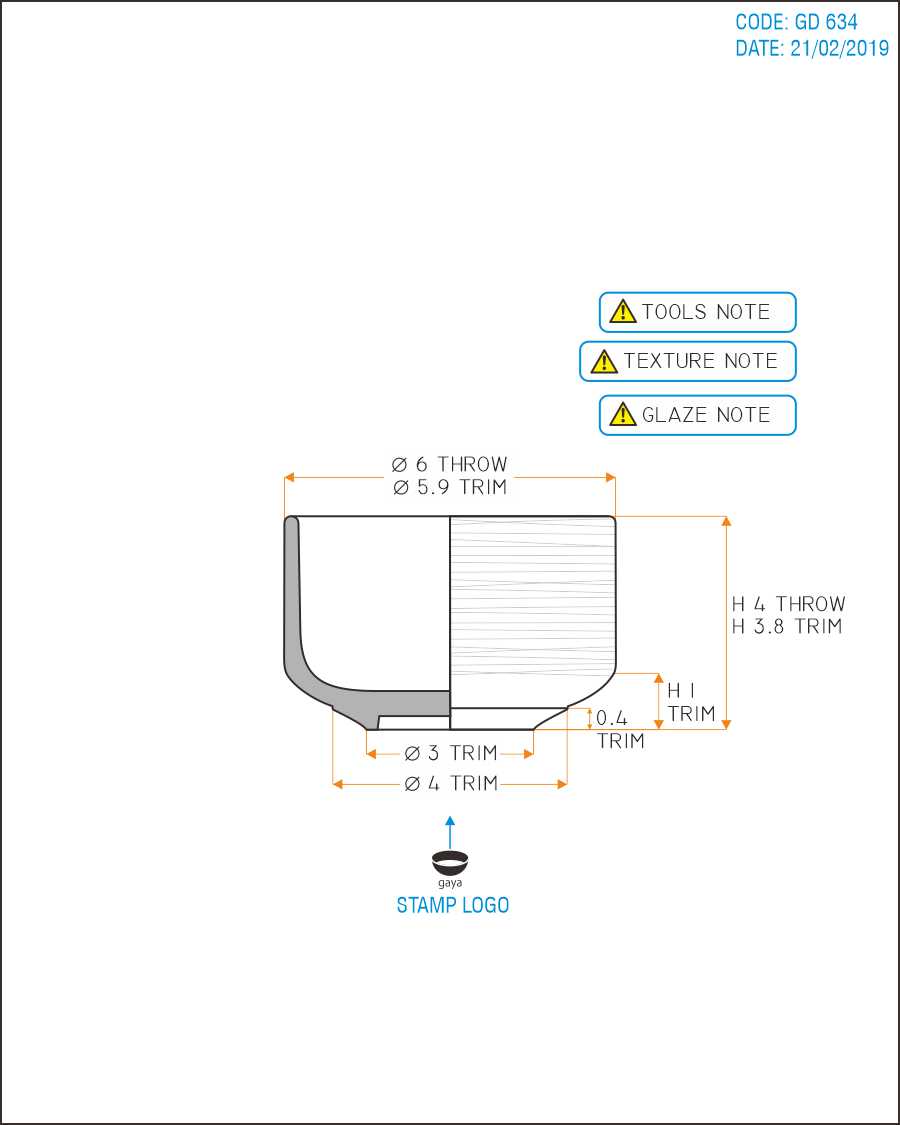 CODE: GD 634
DATE: 21/02/2019
TOOLS NOTE
TEXTURE NOTE
GLAZE NOTE
Ø 6 THROW
Ø 5.9 TRIM
H 4 THROW
H 3.8 TRIM
H 1
TRIM
0.4
TRIM
Ø 3 TRIM
Ø 4 TRIM
gaya
STAMP LOGO